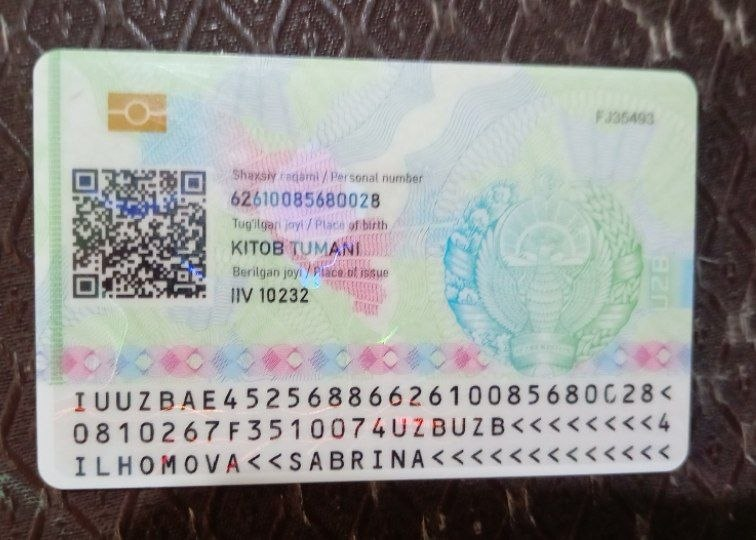 FJ35493
Shaxsiy raqami / Personal number
62610085680028
Tug'ilgan joyi / Place of birth
KITOB TUMANI
Berilgan joyi / Place of issue
IIV 10232
UZB
IUUZBAE4525688662610085680028<
0810267F3510074UZBUZB<<<<<<<<4
ILHOMOVA<<SABRINA<<<<<<<<<<<<<